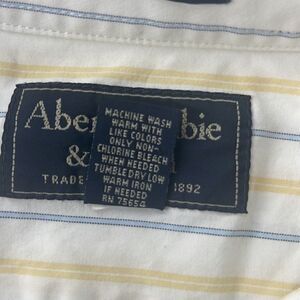 Aber bie
&
TRADE 1892
MACHINE WASH
WARM WITH
LIKE COLORS
ONLY NON-
CHLORINE BLEACH
WHEN NEEDED
TUMBLE DRY LOW
WARM IRON
IF NEEDED
RN 75654